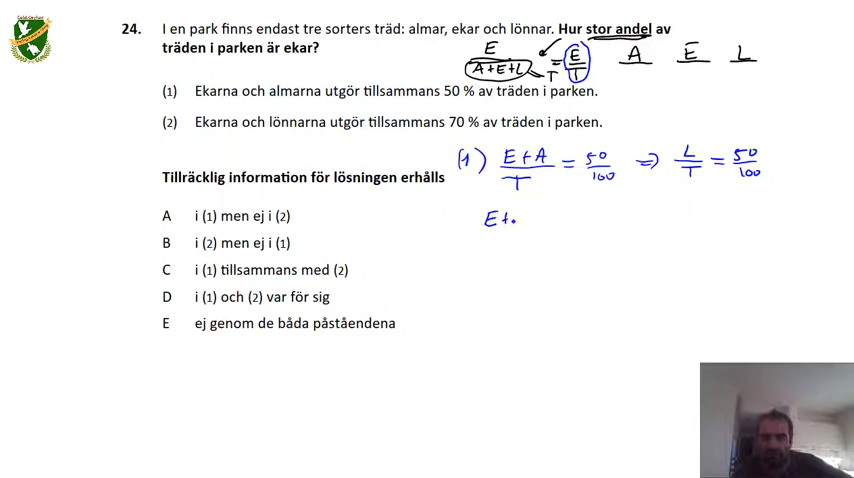 24. I en park finns endast tre sorters träd: almar, ekar och lönnar. Hur stor andel av
träden i parken är ekar?
E / A+E+L = E / T
T
A E L
(1) Ekarna och almarna utgör tillsammans 50 % av träden i parken.
(2) Ekarna och lönnarna utgör tillsammans 70 % av träden i parken.
(1) E+A / T = 50 / 100 => L / T = 50 / 100
Tillräcklig information för lösningen erhålls
E+
A i (1) men ej i (2)
B i (2) men ej i (1)
C i (1) tillsammans med (2)
D i (1) och (2) var för sig
E ej genom de båda påståendena